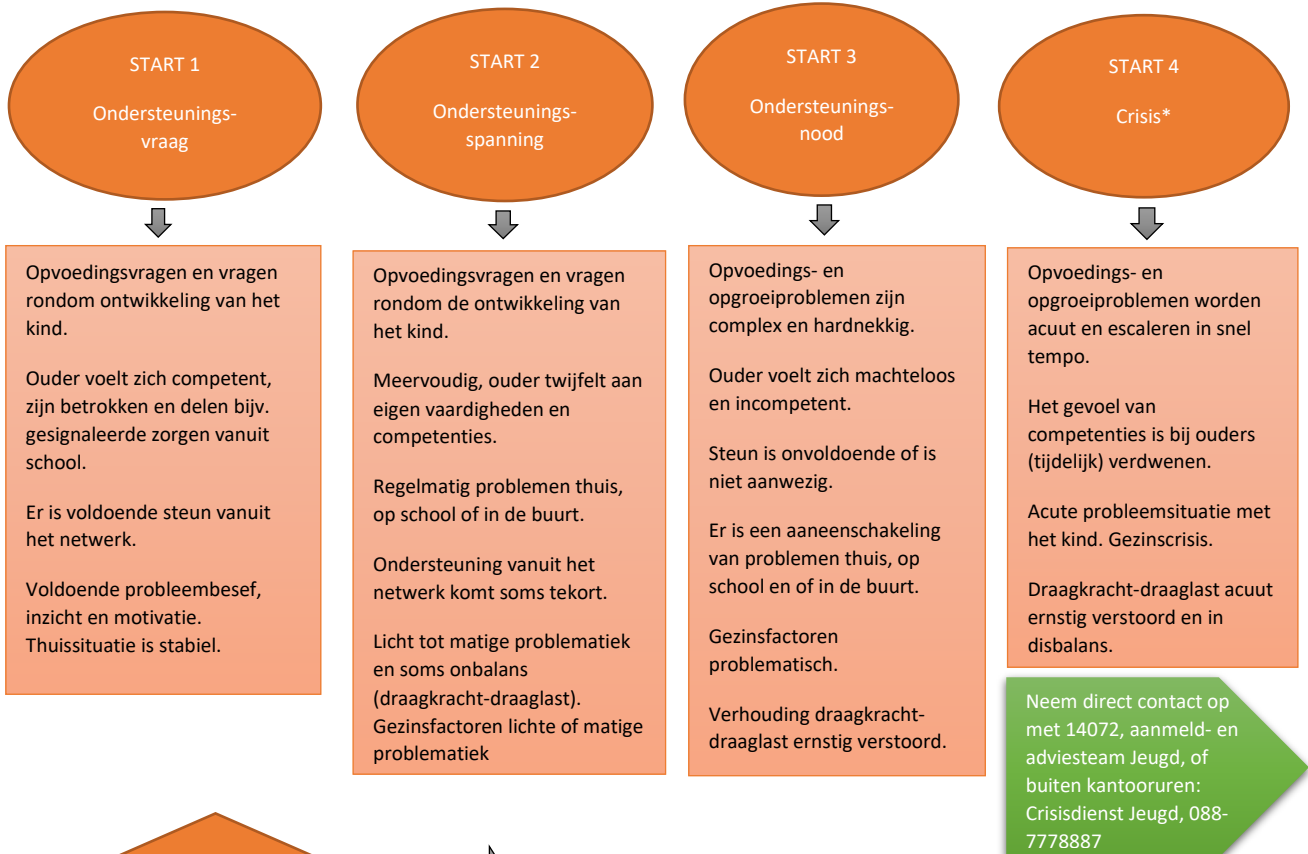 START 1
Ondersteunings-
vraag
Opvoedingsvragen en vragen
rondom ontwikkeling van het
kind.
Ouder voelt zich competent,
zijn betrokken en delen bijv.
gesignaleerde zorgen vanuit
school.
Er is voldoende steun vanuit
het netwerk.
Voldoende probleembesef,
inzicht en motivatie.
Thuissituatie is stabiel.
START 2
Ondersteunings-
spanning
Opvoedingsvragen en vragen
rondom de ontwikkeling van
het kind.
Meervoudig, ouder twijfelt aan
eigen vaardigheden en
competenties.
Regelmatig problemen thuis,
op school of in de buurt.
Ondersteuning vanuit het
netwerk komt soms tekort.
Licht tot matige problematiek
en soms onbalans
(draagkracht-draaglast).
Gezinsfactoren lichte of matige
problematiek
START 3
Ondersteunings-
nood
Opvoedings- en
opgroeiproblemen zijn
complex en hardnekkig.
Ouder voelt zich machteloos
en incompetent.
Steun is onvoldoende of is
niet aanwezig.
Er is een aaneenschakeling
van problemen thuis, op
school en of in de buurt.
Gezinsfactoren
problematisch.
Verhouding draagkracht-
draaglast ernstig verstoord.
START 4
Crisis*
Opvoedings- en
opgroeiproblemen worden
acuut en escaleren in snel
tempo.
Het gevoel van
competenties is bij ouders
(tijdelijk) verdwenen.
Acute probleemsituatie met
het kind. Gezinscrisis.
Draagkracht-draaglast acuut
ernstig verstoord en in
disbalans.
Neem direct contact op
met 14072, aanmeld- en
adviesteam Jeugd, of
buiten kantooruren:
Crisisdienst Jeugd, 088-
7778887